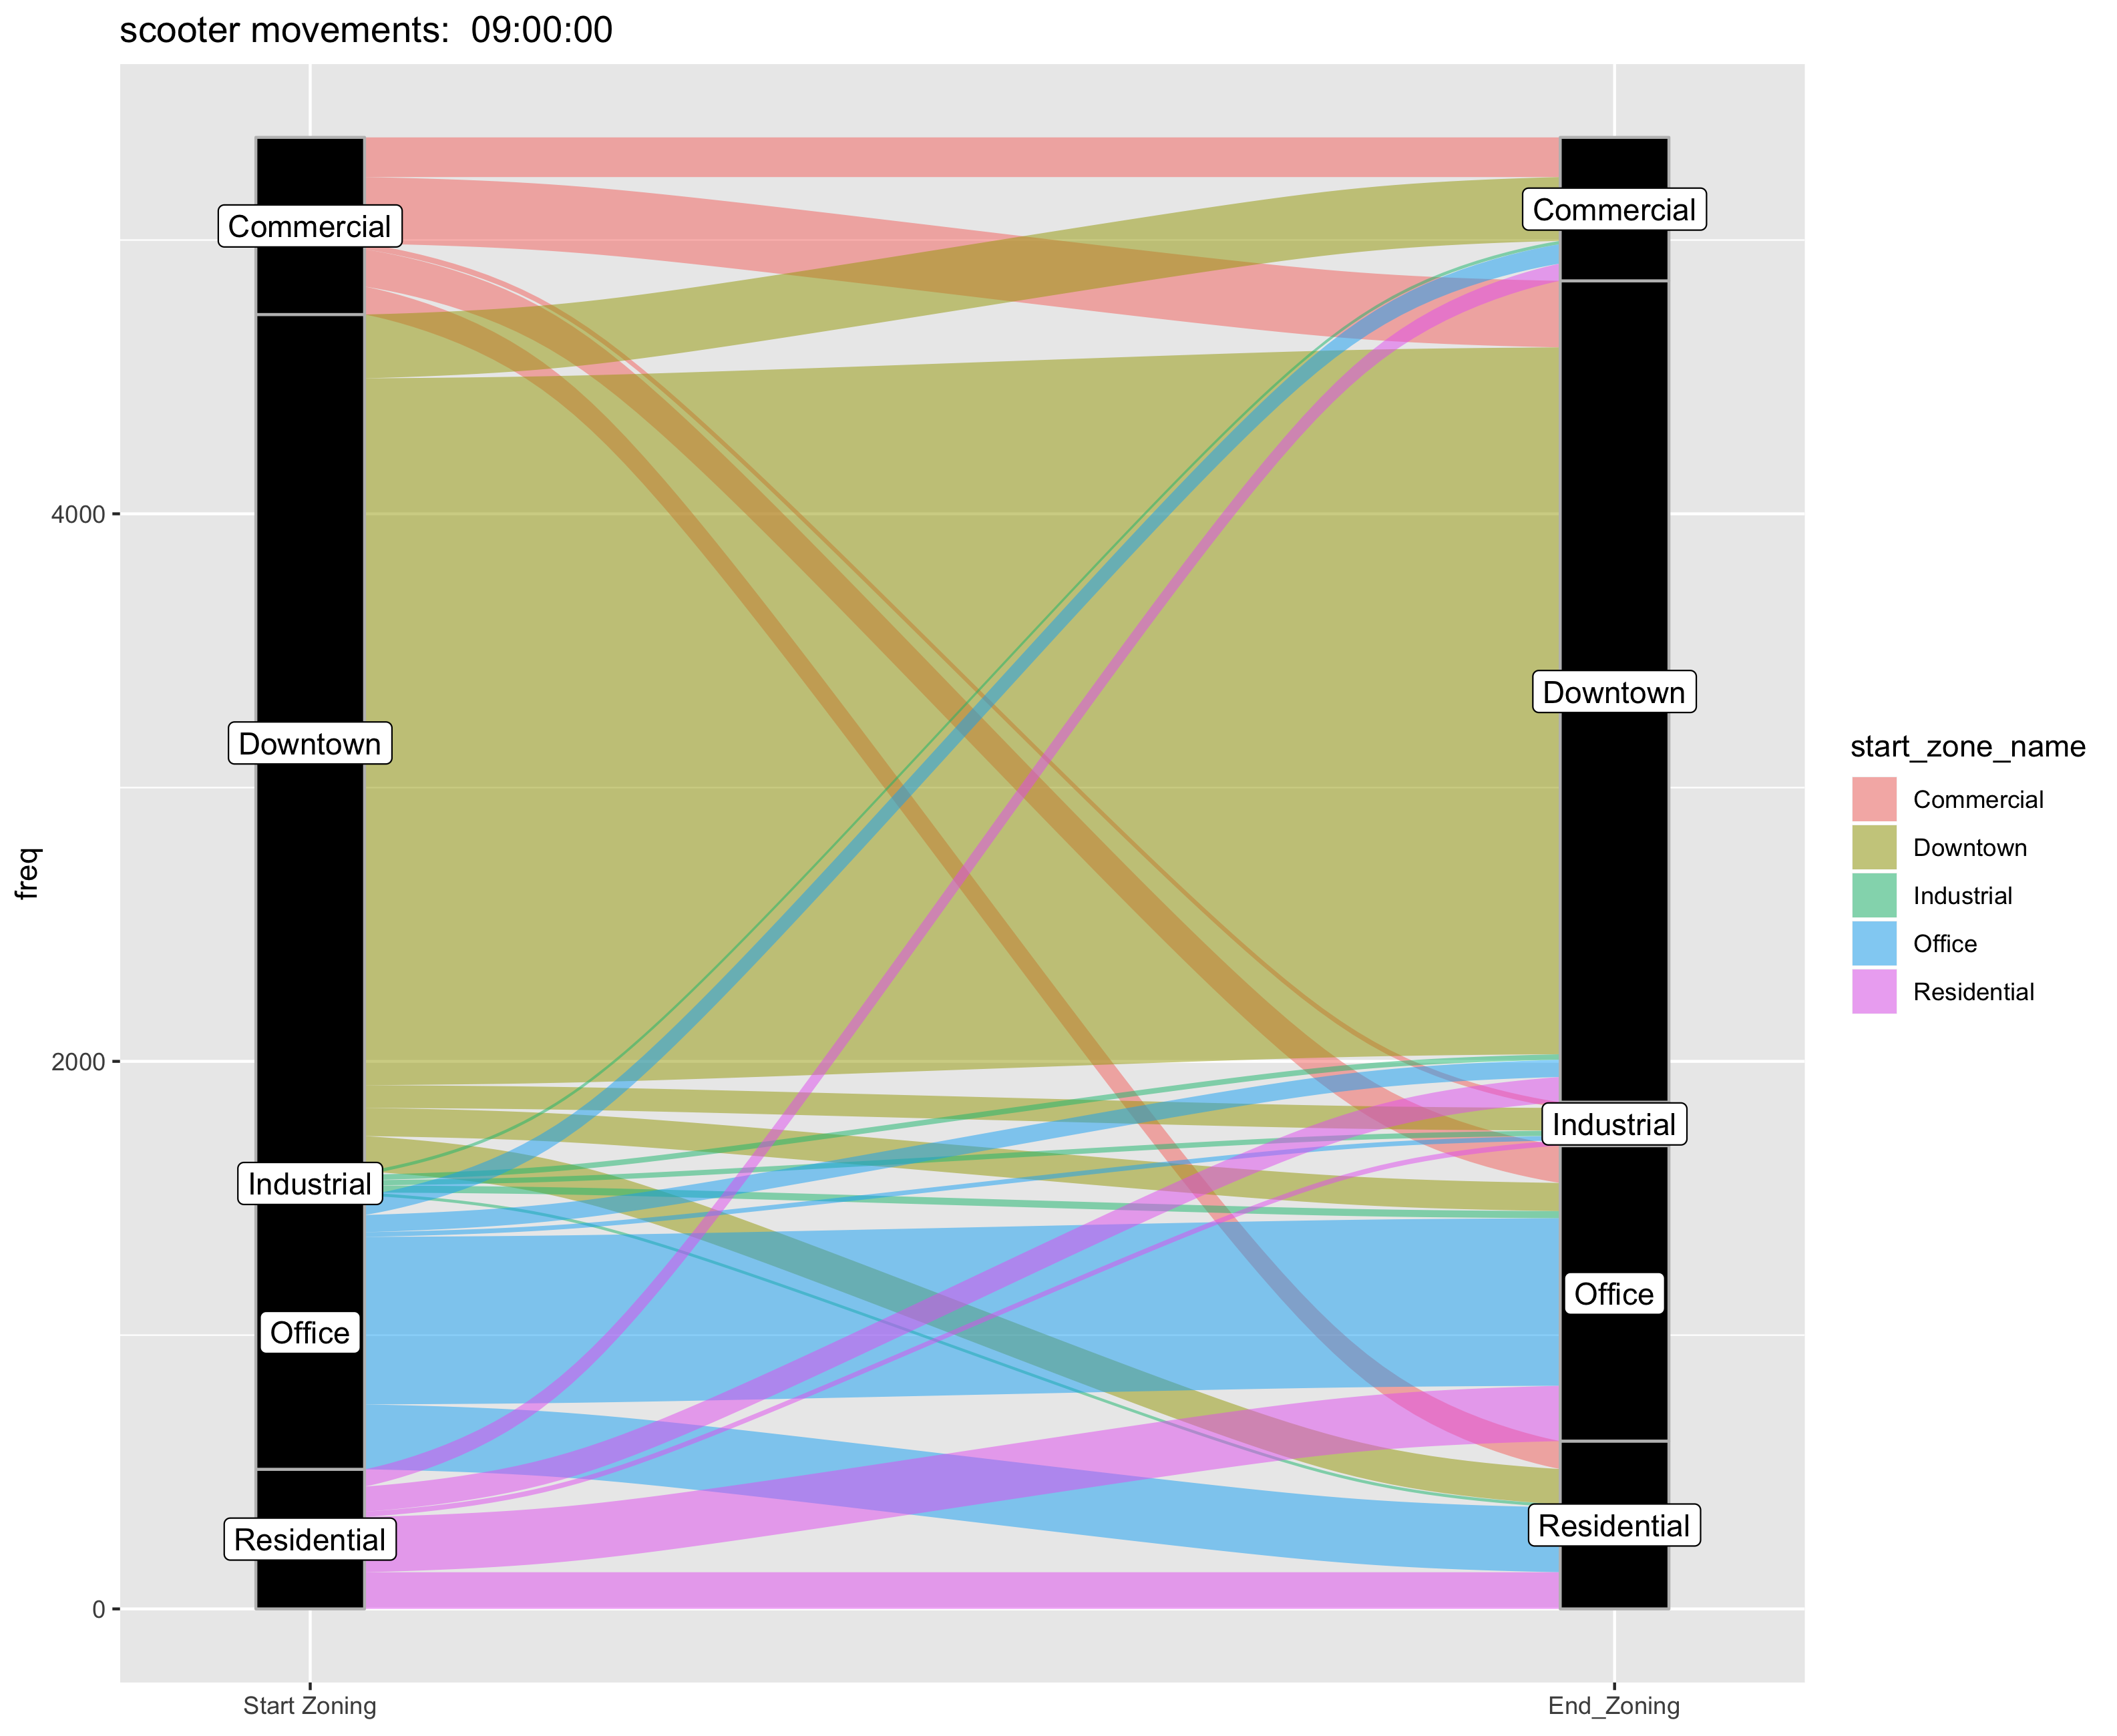 scooter movements:  09:00:00
freq
4000
2000
0
Commercial
Downtown
Industrial
Office
Residential
Commercial
Downtown
Industrial
Office
Residential
Start Zoning
End_Zoning
start_zone_name
Commercial
Downtown
Industrial
Office
Residential